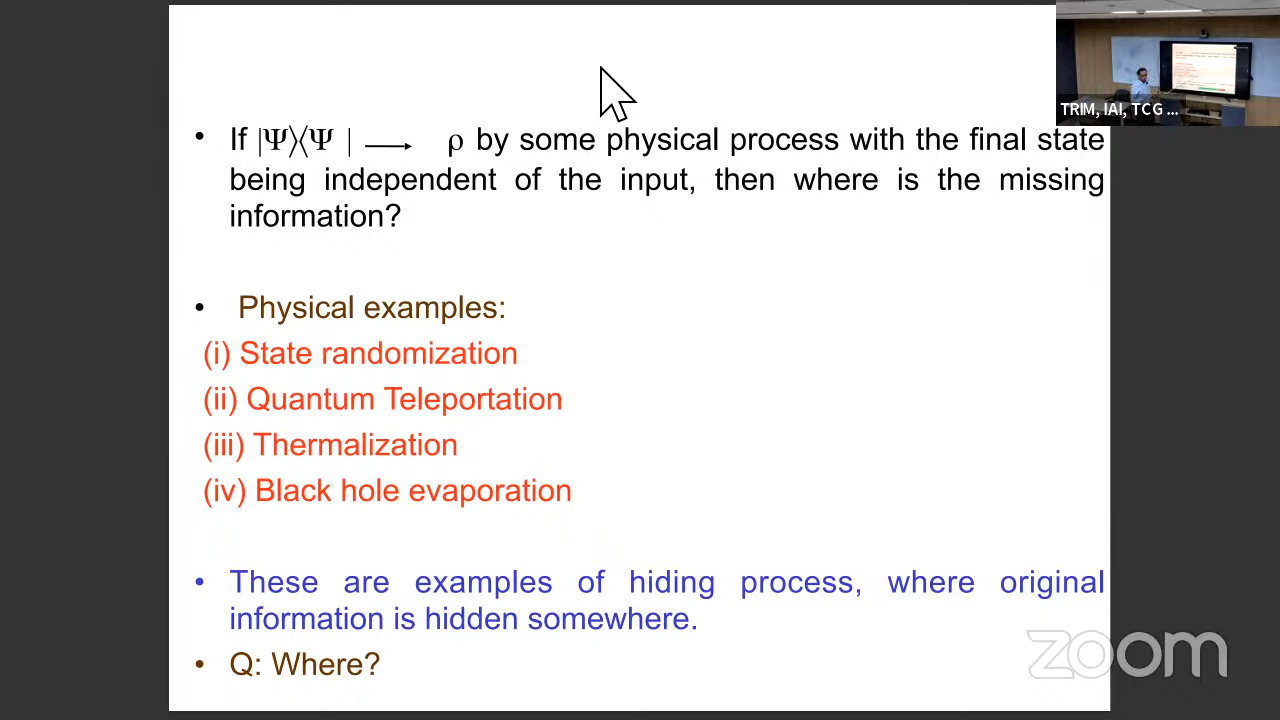 • If |Ψ⟩⟨Ψ | → ρ by some physical process with the final state
being independent of the input, then where is the missing
information?
• Physical examples:
(i) State randomization
(ii) Quantum Teleportation
(iii) Thermalization
(iv) Black hole evaporation
• These are examples of hiding process, where original
information is hidden somewhere.
• Q: Where?
TRIM, IAI, TCG ...
zoom